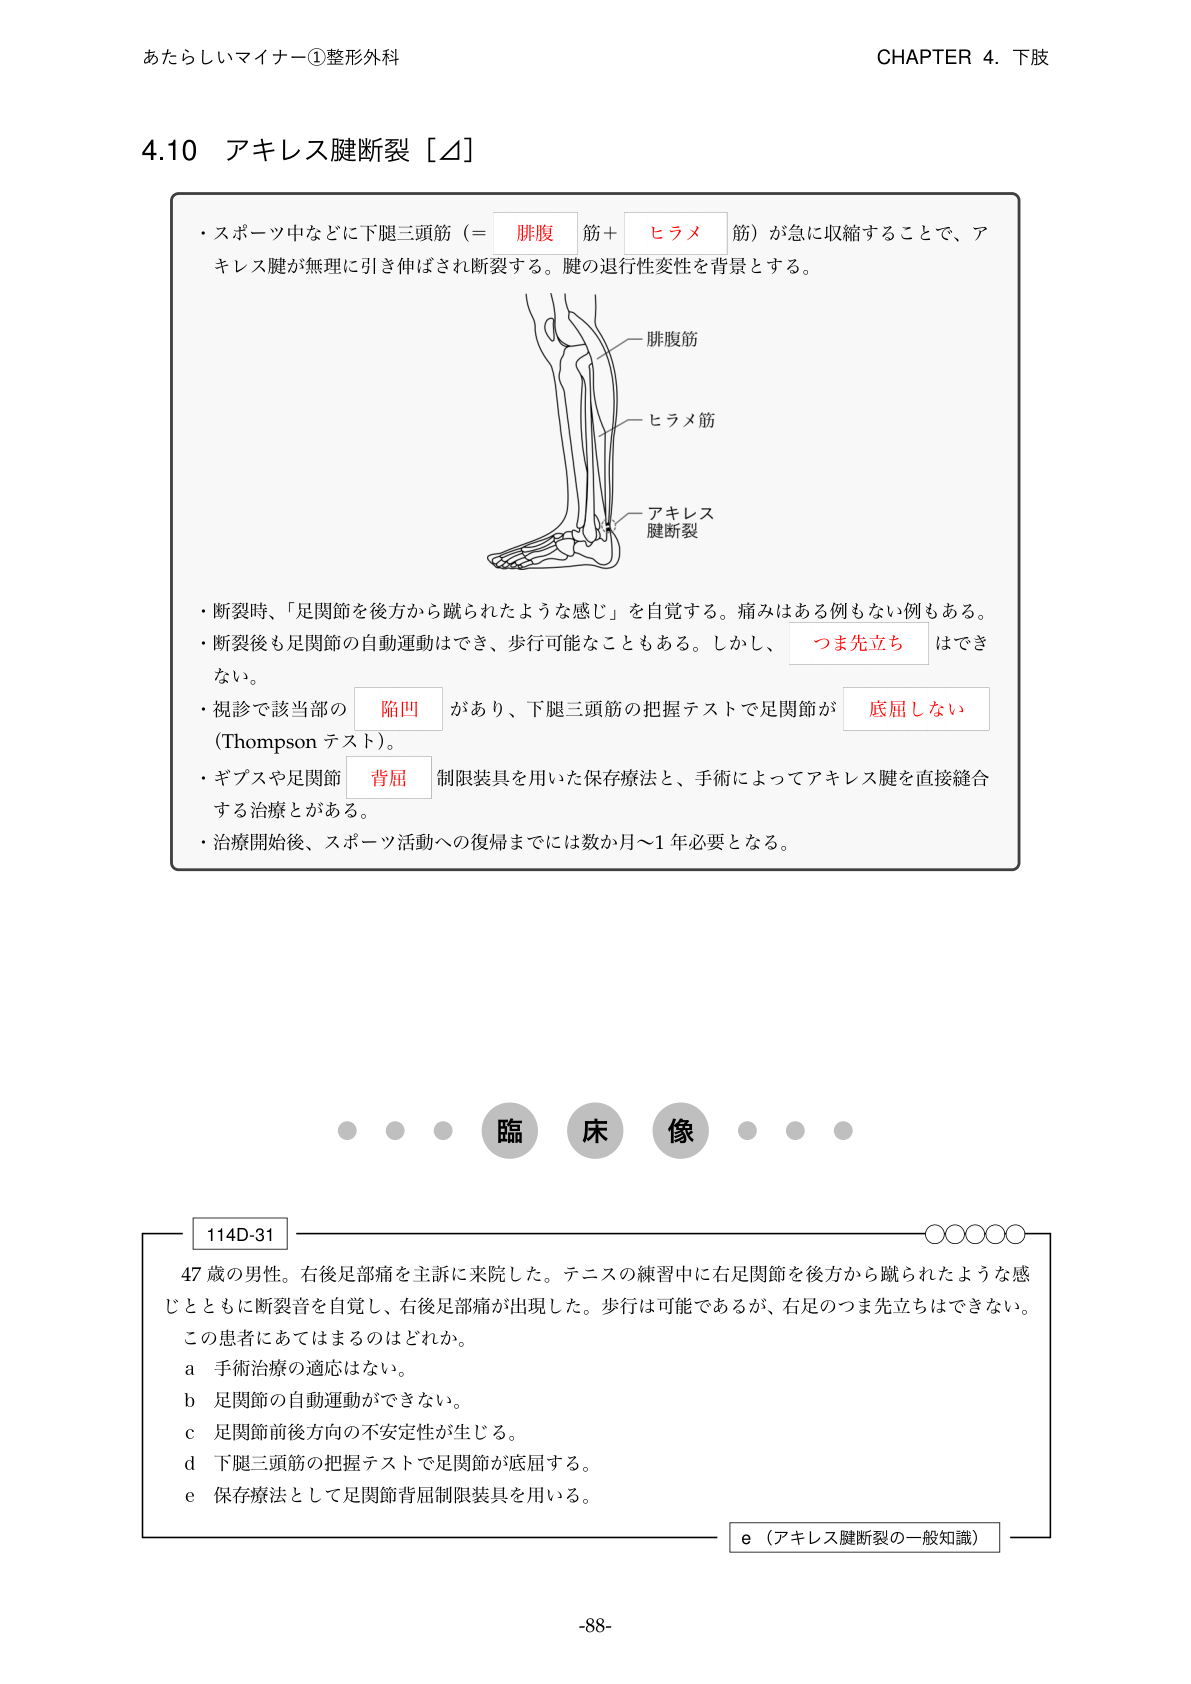 あたらしいマイナー①整形外科
CHAPTER 4. 下肢
4.10 アキレス腱断裂［⊿］
・スポーツ中などに下腿三頭筋（＝ 腓腹 筋＋ ヒラメ 筋）が急に収縮することで、ア
キレス腱が無理に引き伸ばされ断裂する。腱の退行性変性を背景とする。
腓腹筋
ヒラメ筋
アキレス
腱断裂
・断裂時、「足関節を後方から蹴られたような感じ」を自覚する。痛みはある例もない例もある。
・断裂後も足関節の自動運動はでき、歩行可能なこともある。しかし、 つま先立ち はでき
ない。
・視診で該当部の 陥凹 があり、下腿三頭筋の把握テストで足関節が 底屈しない
（Thompson テスト）。
・ギプスや足関節 背屈 制限装具を用いた保存療法と、手術によってアキレス腱を直接縫合
する治療とがある。
・治療開始後、スポーツ活動への復帰までには数か月〜1 年必要となる。
臨床像
114D-31
47 歳の男性。右後足部痛を主訴に来院した。テニスの練習中に右足関節を後方から蹴られたような感
じとともに断裂音を自覚し、右後足部痛が出現した。歩行は可能であるが、右足のつま先立ちはできない。
この患者にあてはまるのはどれか。
a 手術治療の適応はない。
b 足関節の自動運動ができない。
c 足関節前後方向の不安定性が生じる。
d 下腿三頭筋の把握テストで足関節が底屈する。
e 保存療法として足関節背屈制限装具を用いる。
e （アキレス腱断裂の一般知識）
-88-